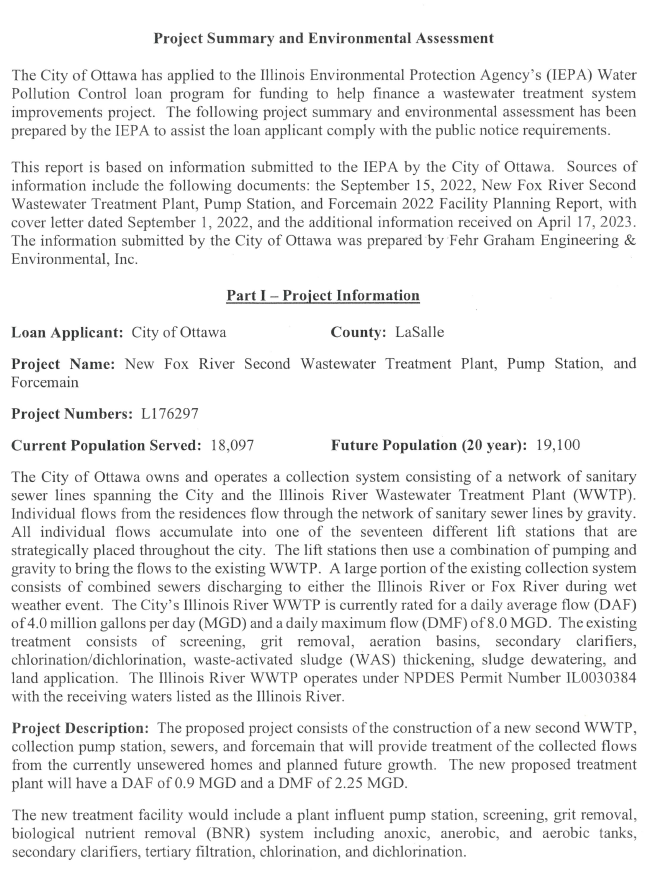 Project Summary and Environmental Assessment
The City of Ottawa has applied to the Illinois Environmental Protection Agency's (IEPA) Water
Pollution Control loan program for funding to help finance a wastewater treatment system
improvements project. The following project summary and environmental assessment has been
prepared by the IEPA to assist the loan applicant comply with the public notice requirements.
This report is based on information submitted to the IEPA by the City of Ottawa. Sources of
information include the following documents: the September 15, 2022, New Fox River Second
Wastewater Treatment Plant, Pump Station, and Forcemain 2022 Facility Planning Report, with
cover letter dated September 1, 2022, and the additional information received on April 17, 2023.
The information submitted by the City of Ottawa was prepared by Fehr Graham Engineering &
Environmental, Inc.
Part I – Project Information
Loan Applicant: City of Ottawa County: LaSalle
Project Name: New Fox River Second Wastewater Treatment Plant, Pump Station, and
Forcemain
Project Numbers: L176297
Current Population Served: 18,097 Future Population (20 year): 19,100
The City of Ottawa owns and operates a collection system consisting of a network of sanitary
sewer lines spanning the City and the Illinois River Wastewater Treatment Plant (WWTP).
Individual flows from the residences flow through the network of sanitary sewer lines by gravity.
All individual flows accumulate into one of the seventeen different lift stations that are
strategically placed throughout the city. The lift stations then use a combination of pumping and
gravity to bring the flows to the existing WWTP. A large portion of the existing collection system
consists of combined sewers discharging to either the Illinois River or Fox River during wet
weather event. The City's Illinois River WWTP is currently rated for a daily average flow (DAF)
of 4.0 million gallons per day (MGD) and a daily maximum flow (DMF) of 8.0 MGD. The existing
treatment consists of screening, grit removal, aeration basins, secondary clarifiers,
chlorination/dichlorination, waste-activated sludge (WAS) thickening, sludge dewatering, and
land application. The Illinois River WWTP operates under NPDES Permit Number IL0030384
with the receiving waters listed as the Illinois River.
Project Description: The proposed project consists of the construction of a new second WWTP,
collection pump station, sewers, and forcemain that will provide treatment of the collected flows
from the currently unsewered homes and planned future growth. The new proposed treatment
plant will have a DAF of 0.9 MGD and a DMF of 2.25 MGD.
The new treatment facility would include a plant influent pump station, screening, grit removal,
biological nutrient removal (BNR) system including anoxic, anerobic, and aerobic tanks,
secondary clarifiers, tertiary filtration, chlorination, and dichlorination.